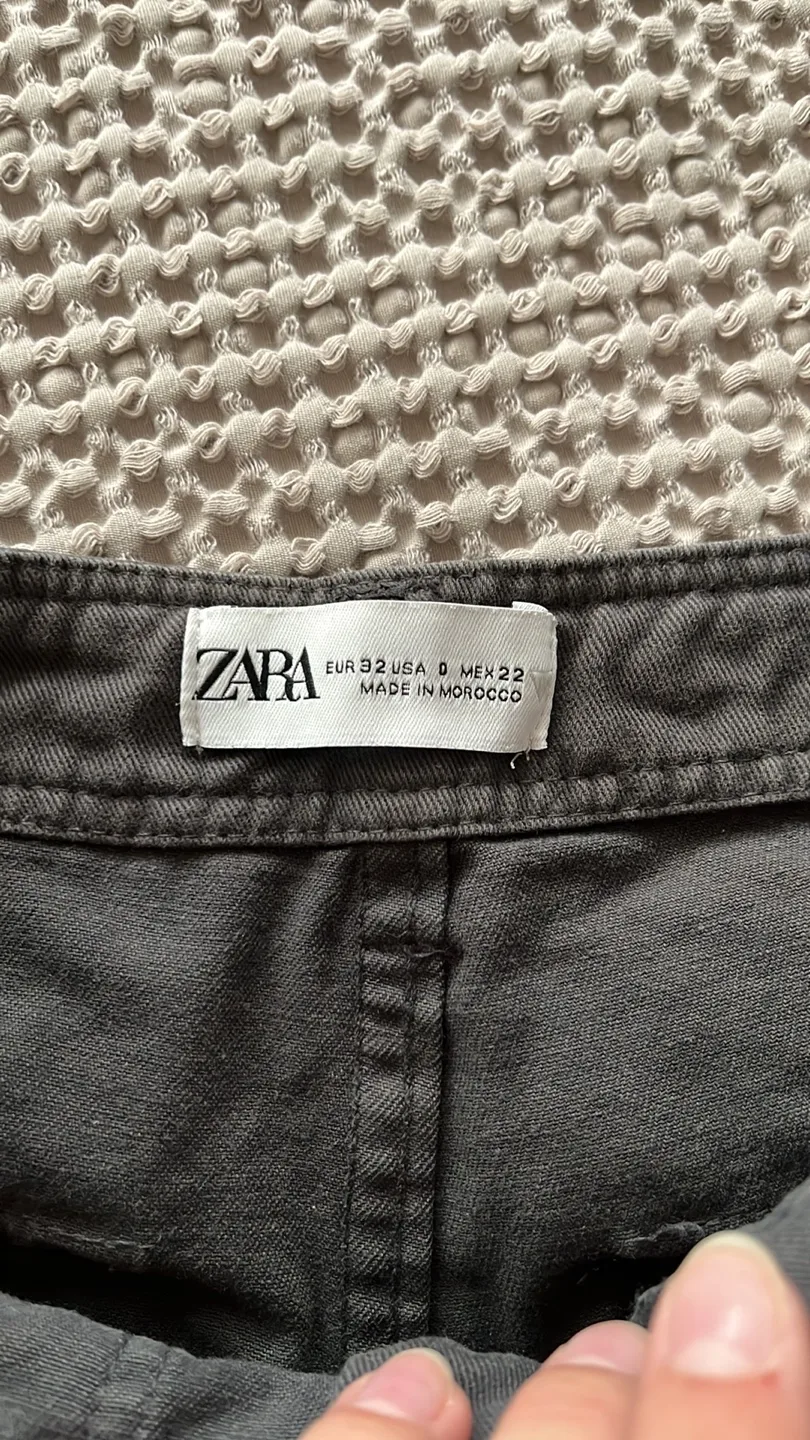 ZARA EUR 32 USA 0 MEX 22
MADE IN MOROCCO